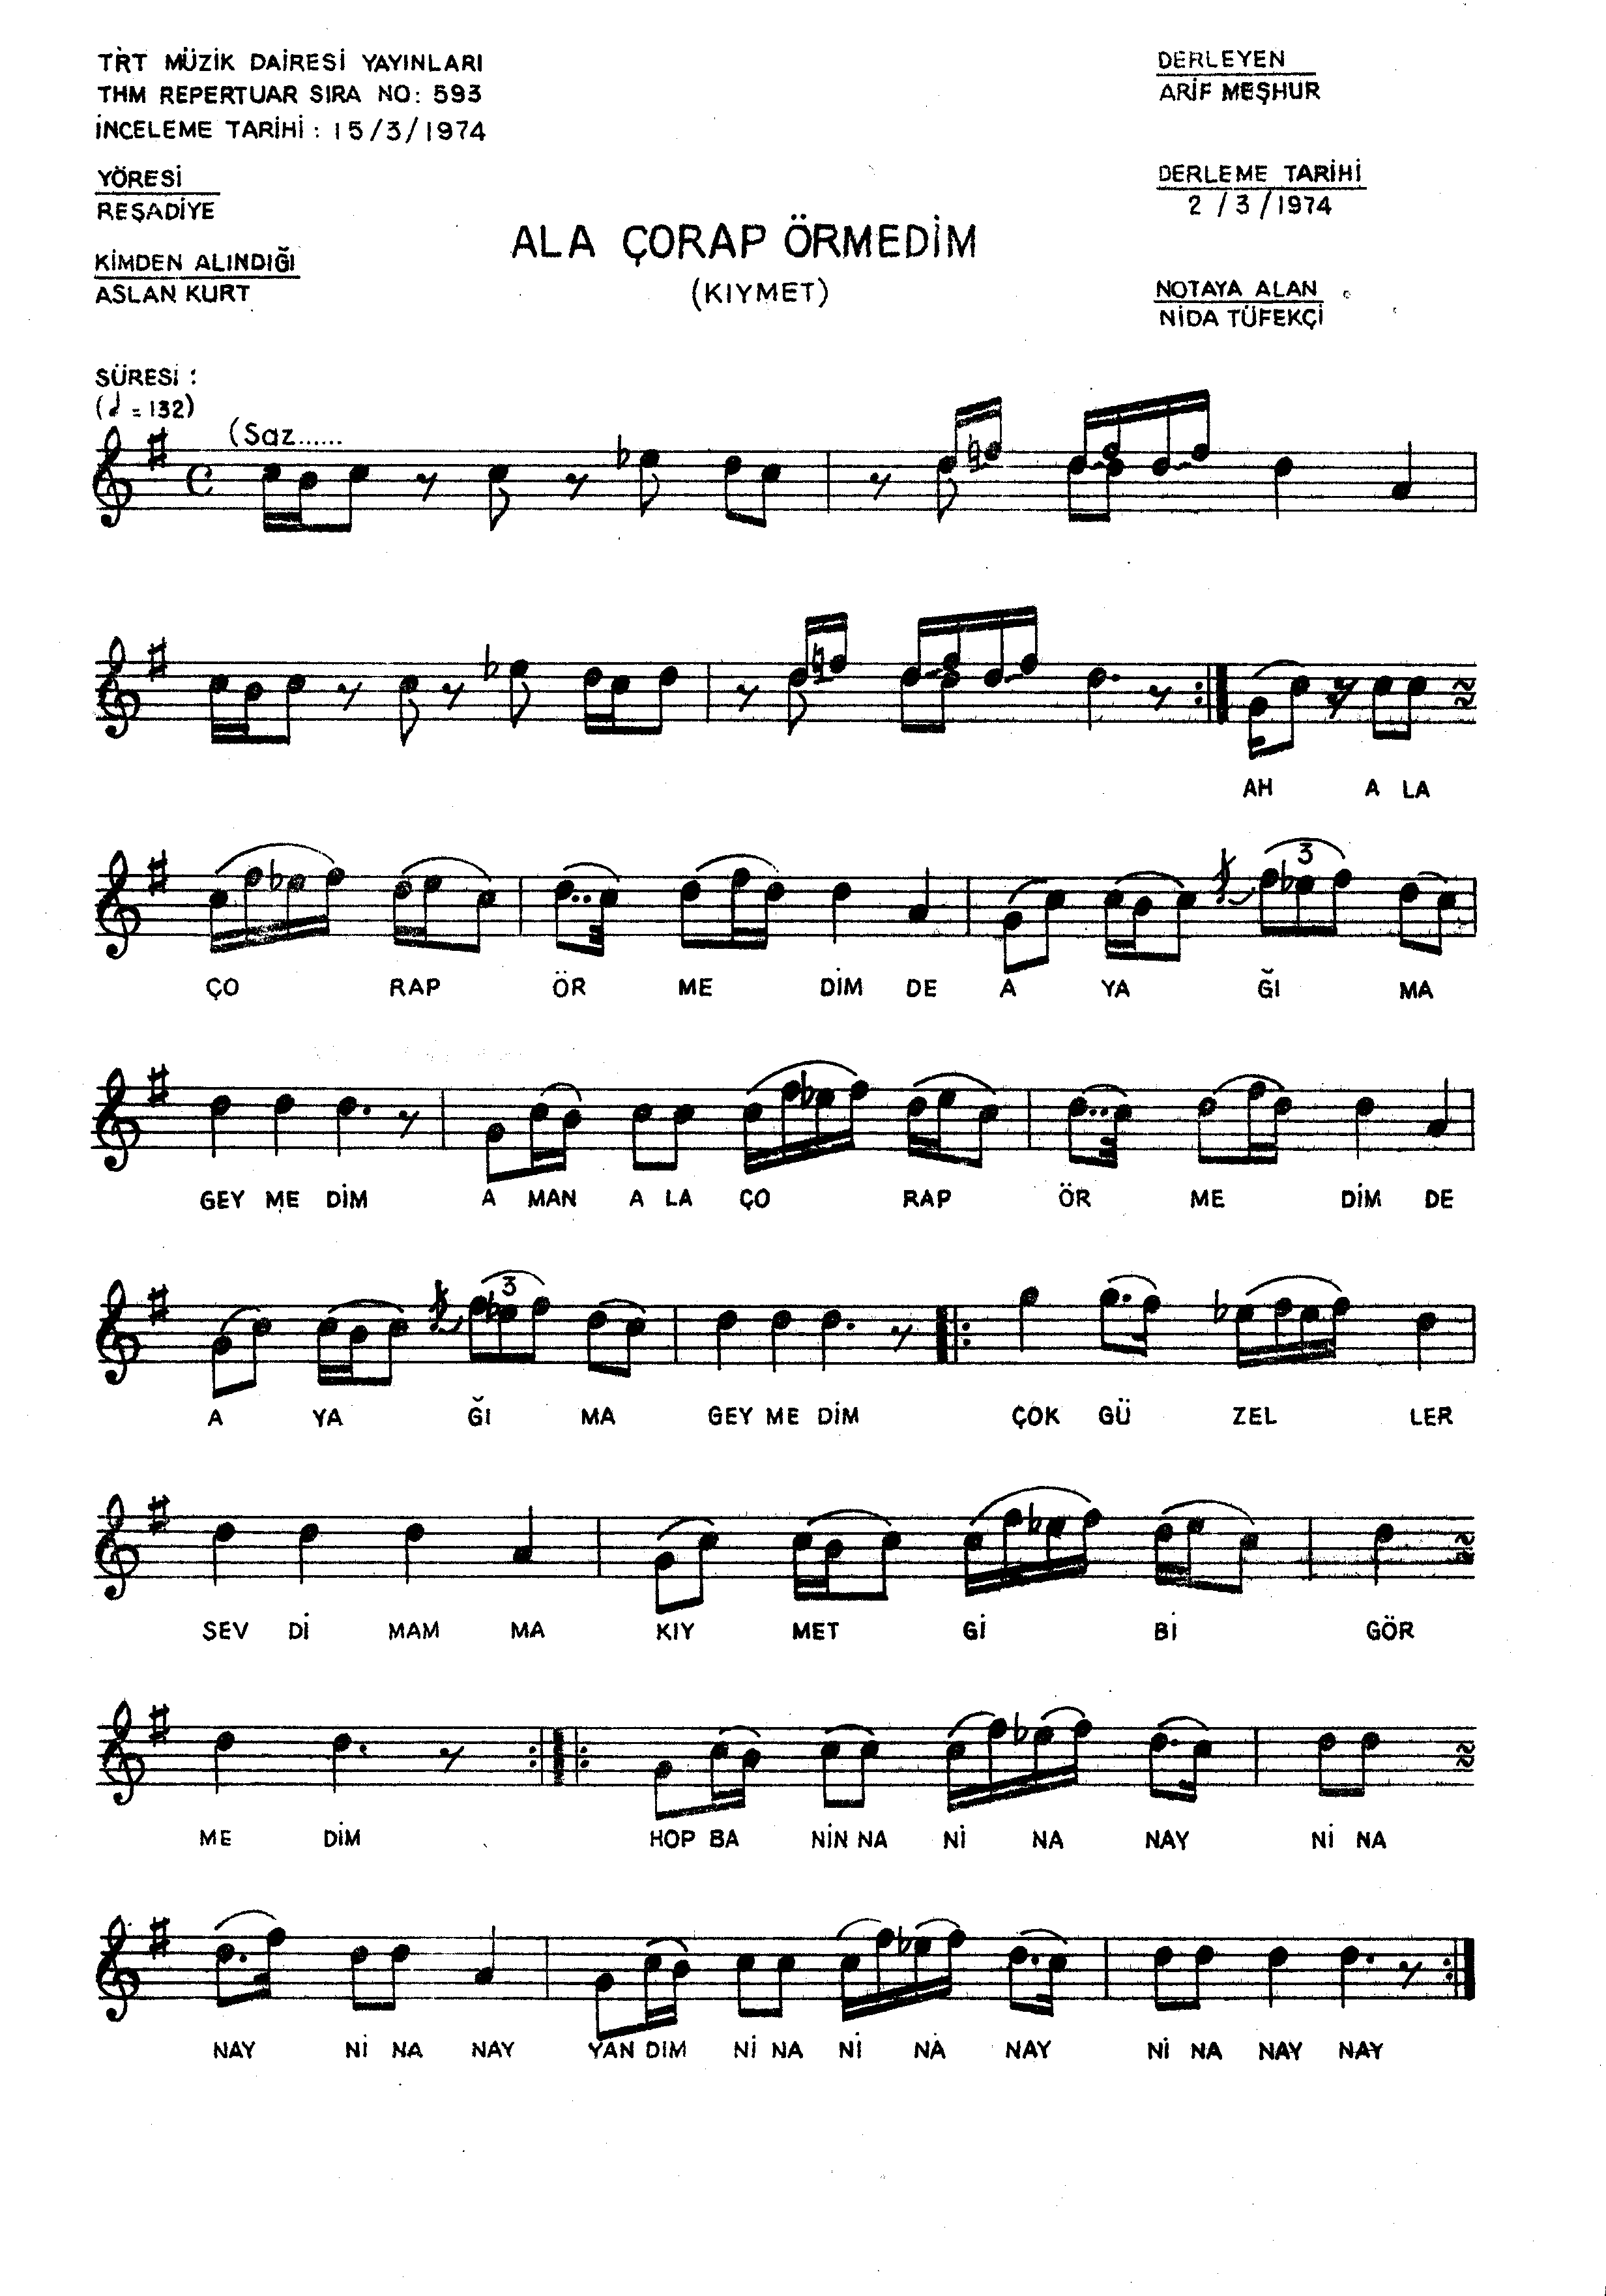 TRT MÜZİK DAİRESİ YAYINLARI
THM REPERTUAR SIRA NO: 593
İNCELEME TARİHİ : 15/3/1974
DERLEYEN
ARİF MEŞHUR
YÖRESİ
REŞADİYE
DERLEME TARİHİ
2 / 3 / 1974
ALA ÇORAP ÖRMEDİM
(KIYMET)
KİMDEN ALINDIĞI
ASLAN KURT
NOTAYA ALAN
NİDA TÜFEKÇİ
SÜRESİ :
(♩ = 132)
(Saz......
AH A LA
3
ÇO RAP ÖR ME DİM DE A YA ĞI MA
GEY ME DİM A MAN A LA ÇO RAP ÖR ME DİM DE
3
A YA ĞI MA GEY ME DİM ÇOK GÜ ZEL LER
SEV Dİ MAM MA KIY MET Gİ Bİ GÖR
ME DİM HOP BA NİN NA Nİ NA NAY Nİ NA
NAY Nİ NA NAY YAN DIM Nİ NA Nİ NA NAY Nİ NA NAY NAY